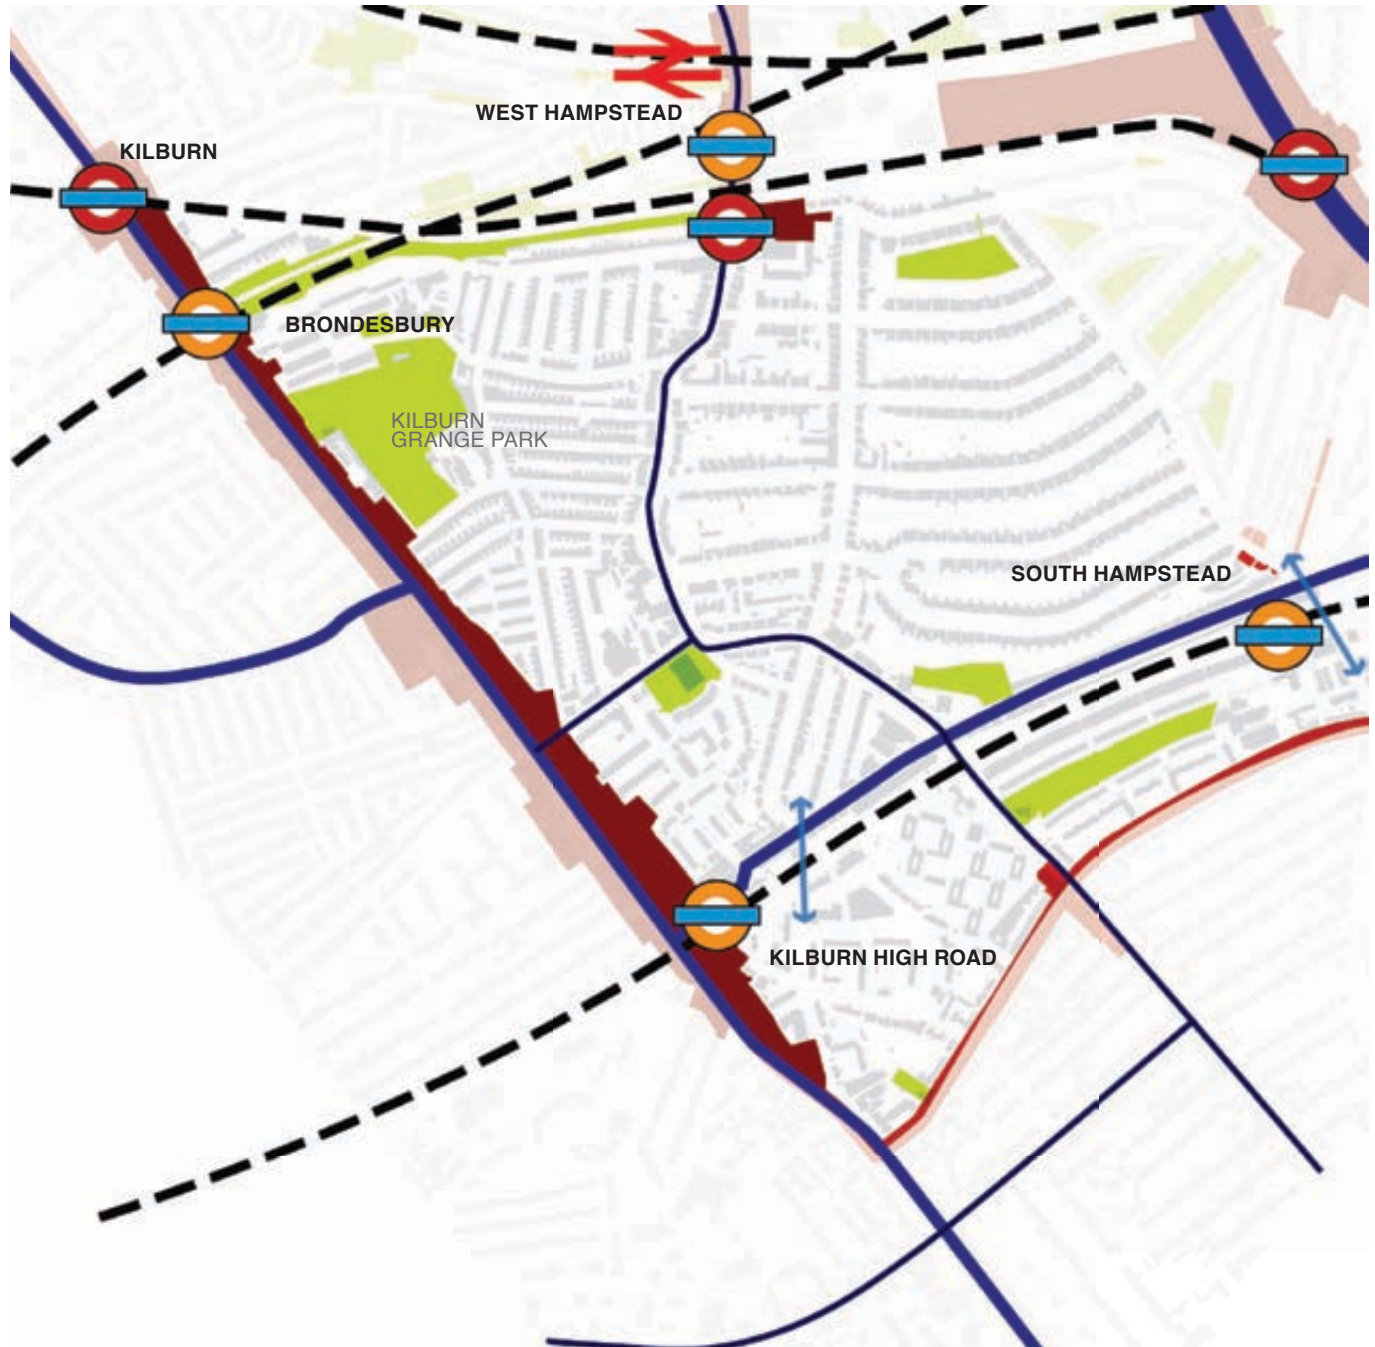 WEST HAMPSTEAD
KILBURN
BRONDESBURY
KILBURN
GRANGE PARK
SOUTH HAMPSTEAD
KILBURN HIGH ROAD